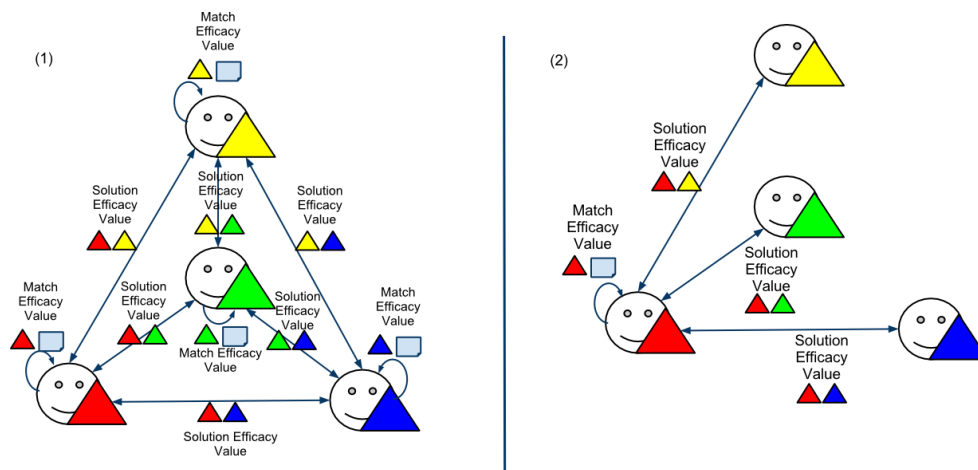 (1)
Match
Efficacy
Value
Solution
Efficacy
Value
Solution
Efficacy
Value
Solution
Efficacy
Value
Match
Efficacy
Value
Solution
Efficacy
Value
Match Efficacy
Value
Solution
Efficacy
Value
Match
Efficacy
Value
Solution Efficacy
Value
(2)
Solution
Efficacy
Value
Match
Efficacy
Value
Solution
Efficacy
Value
Solution
Efficacy
Value